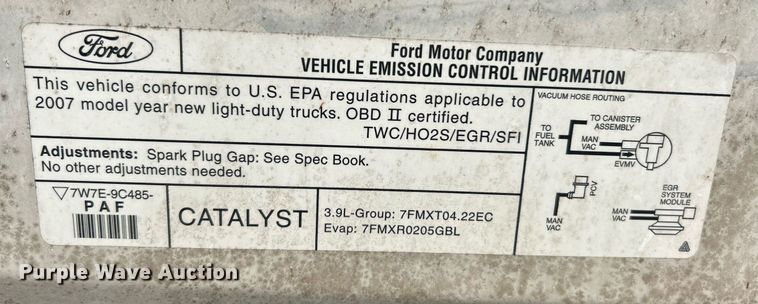 Ford
Ford Motor Company
VEHICLE EMISSION CONTROL INFORMATION
This vehicle conforms to U.S. EPA regulations applicable to
2007 model year new light-duty trucks. OBD II certified.
TWC/HO2S/EGR/SFI
Adjustments: Spark Plug Gap: See Spec Book.
No other adjustments needed.
7W7E-9C485-
PAF
CATALYST
3.9L-Group: 7FMXT04.22EC
Evap: 7FMXR0205GBL
VACUUM HOSE ROUTING
TO CANISTER
ASSEMBLY
TO
FUEL
TANK
MAN
VAC
EVMV
PCV
MAN
VAC
EGR
SYSTEM
MODULE
MAN
VAC
Purple Wave Auction